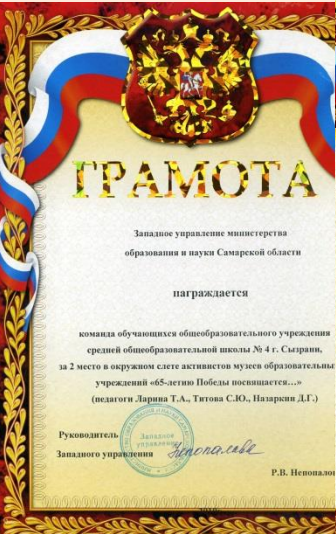 ГРАМОТА
Западное управление министерства
образования и науки Самарской области
награждается
команда обучающихся общеобразовательного учреждения
средней общеобразовательной школы № 4 г. Сызрани,
за 2 место в окружном слете активистов музеев образовательных
учреждений «65-летию Победы посвящается…»
(педагоги Ларина Т.А., Титова С.Ю., Назаркин Д.Г.)
Руководитель
Западное
управление
Западного управления
Р.В. Непопалов